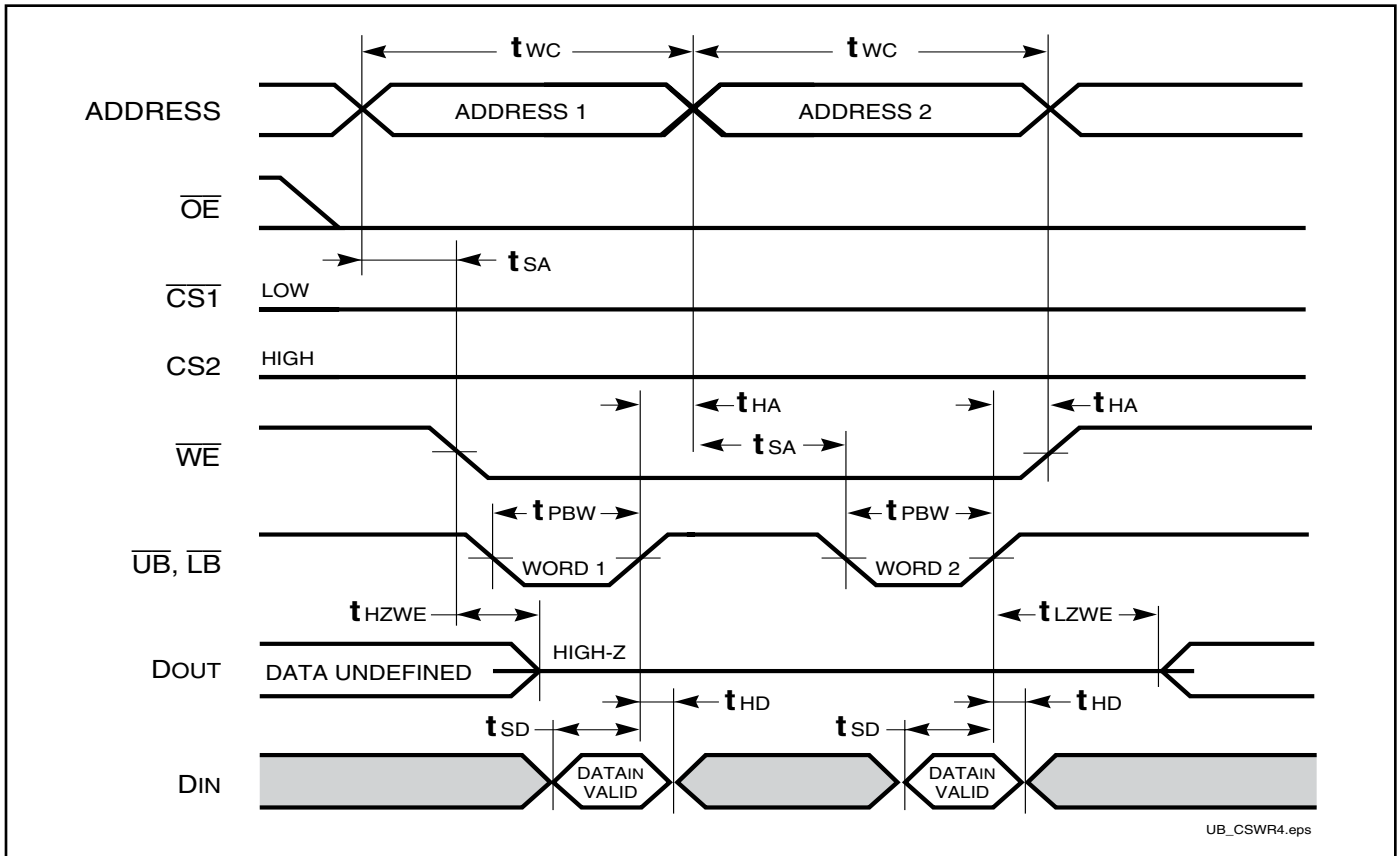 tWC tWC
ADDRESS ADDRESS 1 ADDRESS 2
OE
tSA
CS1 LOW
CS2 HIGH
tHA tHA
WE tSA
tPBW tPBW
UB, LB WORD 1 WORD 2
tHZWE tLZWE
DOUT DATA UNDEFINED HIGH-Z
tSD tHD tSD tHD
DIN DATAIN VALID DATAIN VALID
UB_CSWR4.eps